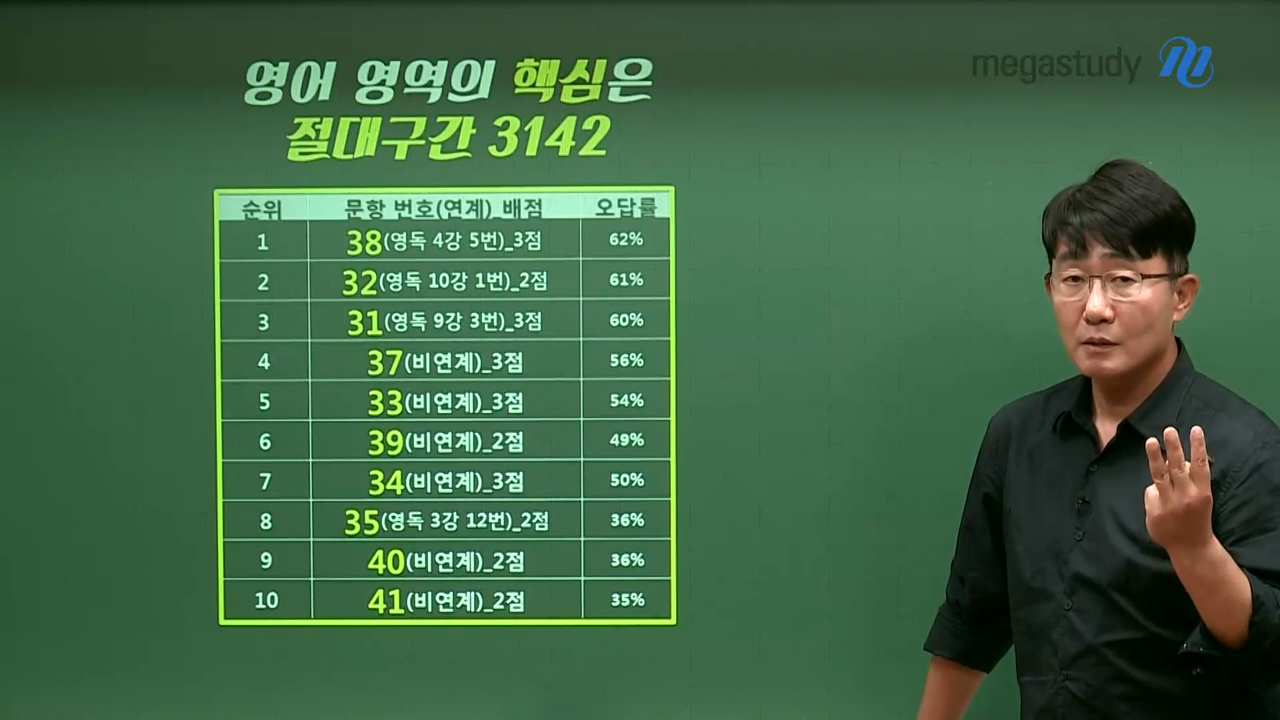 영어 영역의 핵심은
절대구간 3142
megastudy
순위 문항 번호(연계)_배점 오답률
1 38(영독 4강 5번)_3점 62%
2 32(영독 10강 1번)_2점 61%
3 31(영독 9강 3번)_3점 60%
4 37(비연계)_3점 56%
5 33(비연계)_3점 54%
6 39(비연계)_2점 49%
7 34(비연계)_3점 50%
8 35(영독 3강 12번)_2점 36%
9 40(비연계)_2점 36%
10 41(비연계)_2점 35%